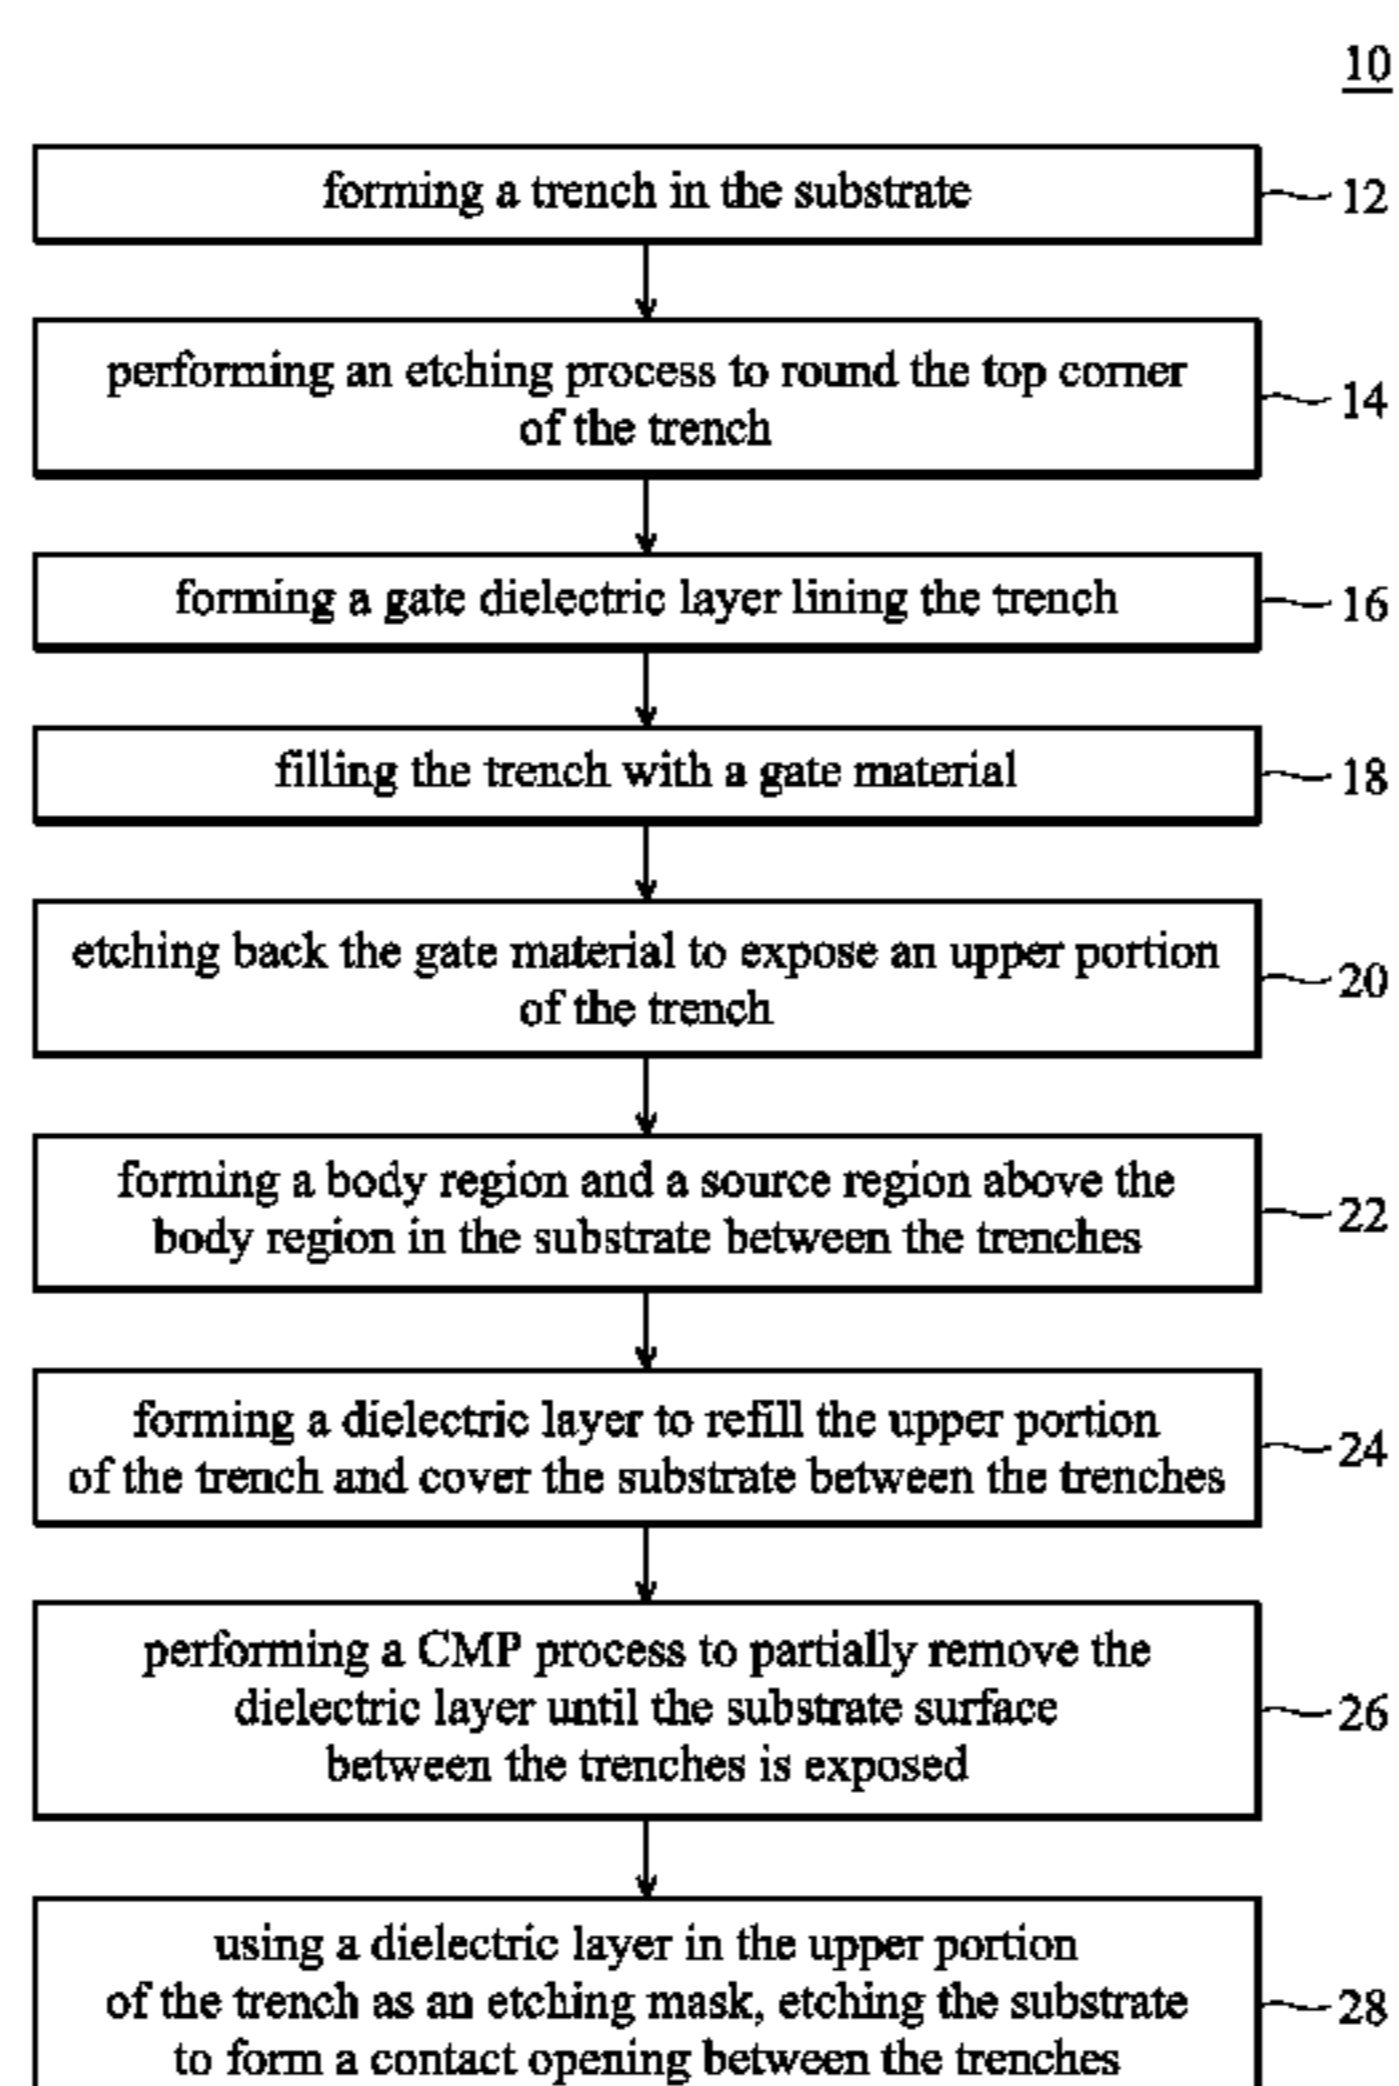 10
forming a trench in the substrate
12
performing an etching process to round the top corner
of the trench
14
forming a gate dielectric layer lining the trench
16
filling the trench with a gate material
18
etching back the gate material to expose an upper portion
of the trench
20
forming a body region and a source region above the
body region in the substrate between the trenches
22
forming a dielectric layer to refill the upper portion
of the trench and cover the substrate between the trenches
24
performing a CMP process to partially remove the
dielectric layer until the substrate surface
between the trenches is exposed
26
using a dielectric layer in the upper portion
of the trench as an etching mask, etching the substrate
to form a contact opening between the trenches
28